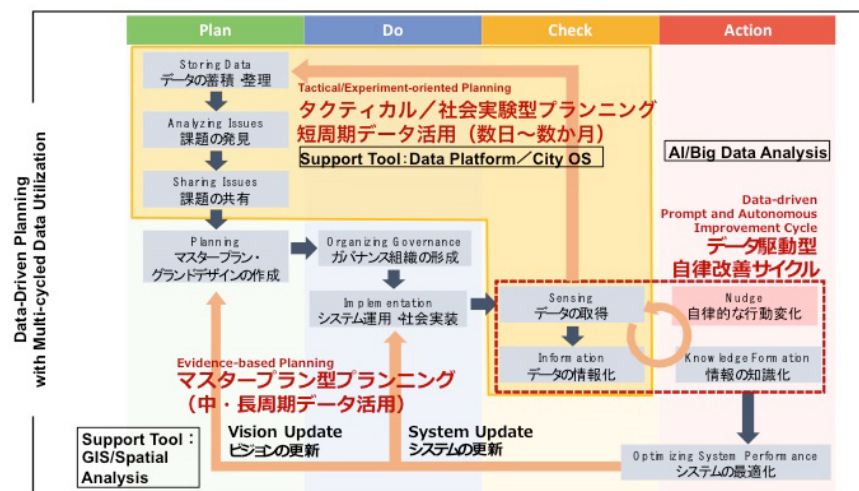 Plan
Do
Check
Action
Data-Driven Planning
with Multi-cycled Data Utilization
Storing Data
データの蓄積・整理
Analyzing Issues
課題の発見
Sharing Issues
課題の共有
Planning
マスタープラン・
グランドデザインの作成
Tactical/Experiment-oriented Planning
タクティカル／社会実験型プランニング
短周期データ活用（数日～数か月）
Support Tool：Data Platform／City OS
AI/Big Data Analysis
Data-driven
Prompt and Autonomous
Improvement Cycle
データ駆動型
自律改善サイクル
Organizing Governance
ガバナンス組織の形成
Implementation
システム運用・社会実装
Sensing
データの取得
Information
データの情報化
Nudge
自律的な行動変化
Knowledge Formation
情報の知識化
Evidence-based Planning
マスタープラン型プランニング
（中・長周期データ活用）
Support Tool：
GIS/Spatial
Analysis
Vision Update
ビジョンの更新
System Update
システムの更新
Optimizing System Performance
システムの最適化